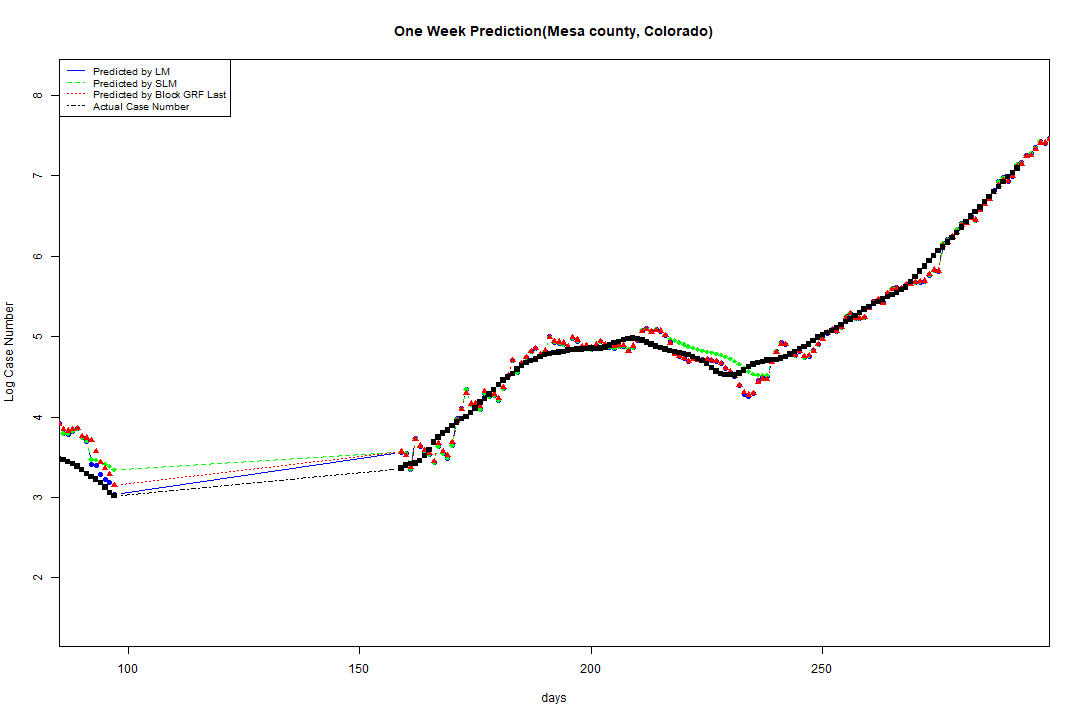 One Week Prediction(Mesa county, Colorado)
Predicted by LM
Predicted by SLM
Predicted by Block GRF Last
Actual Case Number
8
7
6
5
4
3
2
Log Case Number
100 150 200 250
days